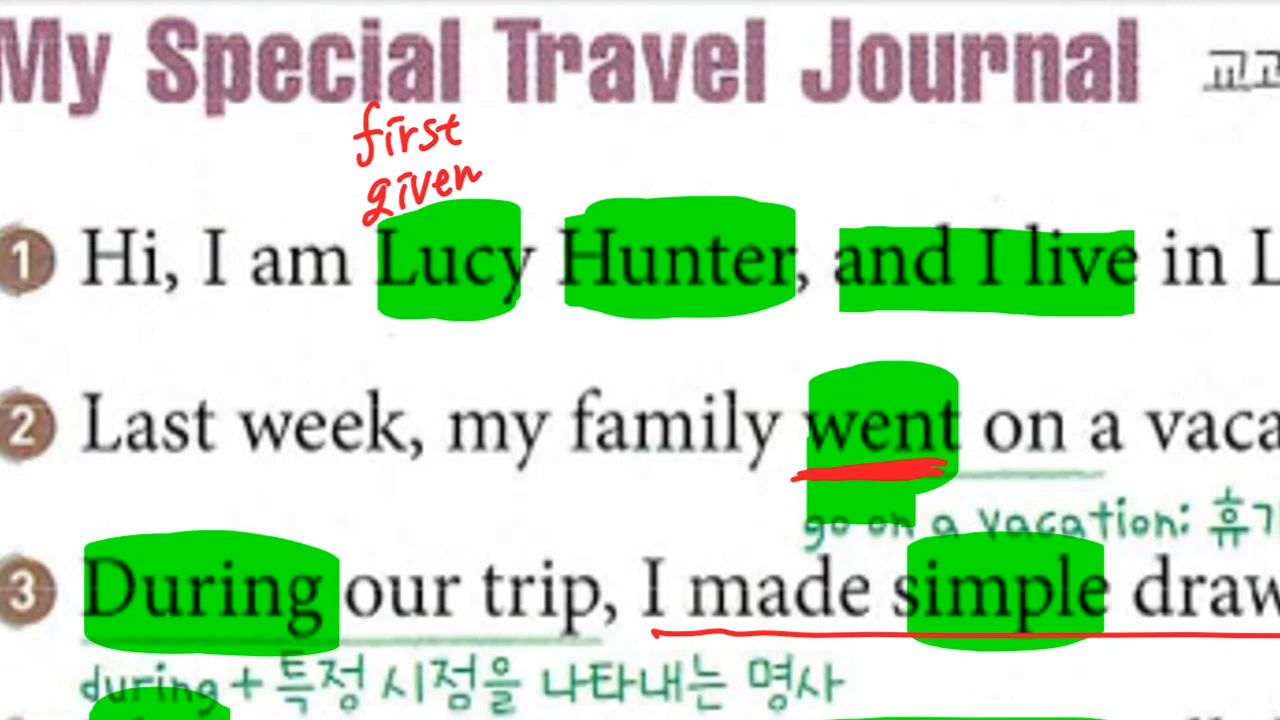 My Special Travel Journal 교
first
given
1 Hi, I am Lucy Hunter, and I live in
2 Last week, my family went on a
go on a vacation:
3 During our trip, I made simple
during + 특정 시점을 나타내는 명사